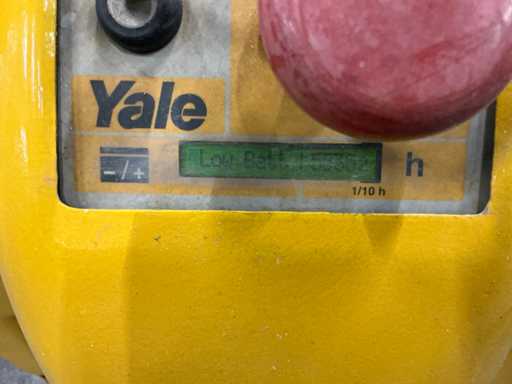 Yale
Low Batt.
-/+
h
1/10 h